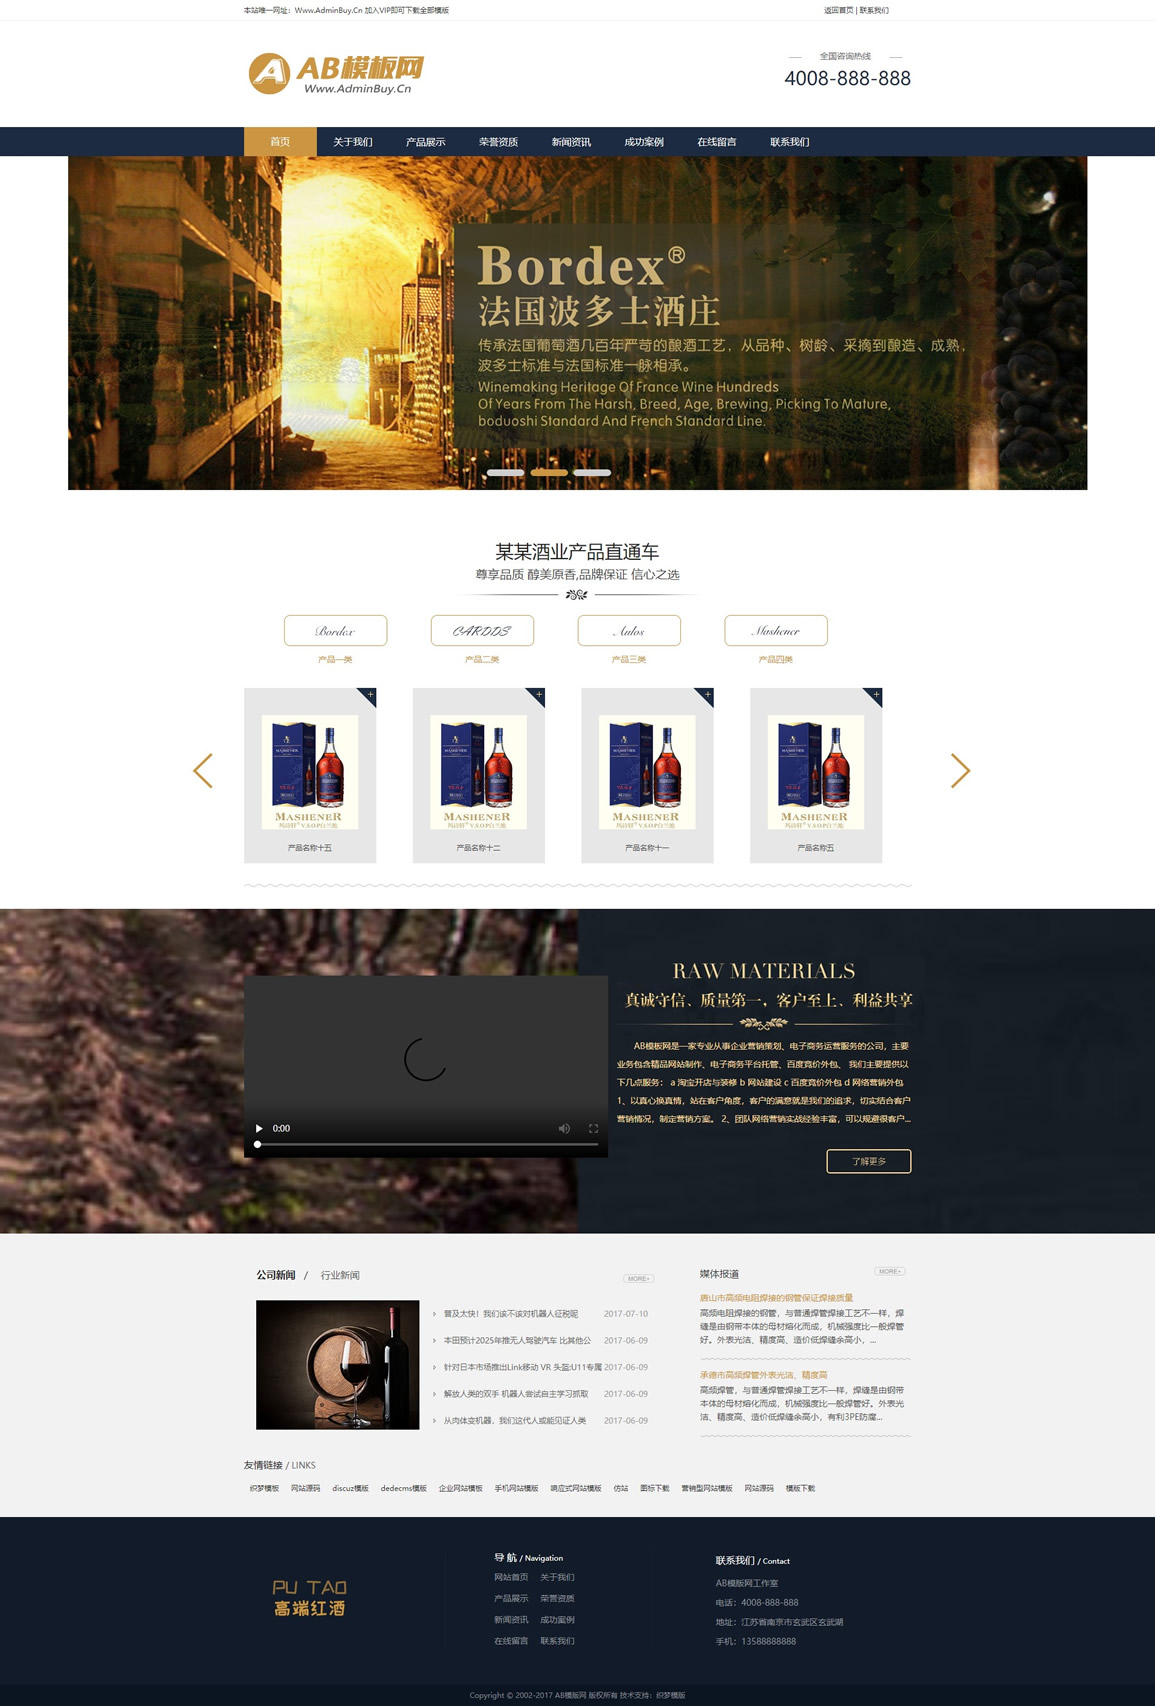 本站唯一网址：Www.AdminBuy.Cn 加入VIP即可下载全部模版
返回首页 | 联系我们
AB模板网
Www.AdminBuy.Cn
全国咨询热线
4008-888-888
首页 关于我们 产品展示 荣誉资质 新闻资讯 成功案例 在线留言 联系我们
Bordex®
法国波多士酒庄
传承法国葡萄酒几百年严苛的酿酒工艺，从品种、树龄、采摘到酿造、成熟，
波多士标准与法国标准一脉相承。
Winemaking Heritage Of France Wine Hundreds
Of Years From The Harsh, Breed, Age, Brewing, Picking To Mature,
boduoshi Standard And French Standard Line.
某某酒业产品直通车
尊享品质 醇美原香,品牌保证 信心之选
Bordex CARDDS Aulos Mashener
产品一类 产品二类 产品三类 产品四类
MASHENER MASHENER MASHENER MASHENER
产品名称十五 产品名称十二 产品名称十一 产品名称五
RAW MATERIALS
真诚守信、质量第一，客户至上、利益共享
AB模板网是一家专业从事企业营销策划、电子商务运营服务的公司，主要
业务包含精品网站制作、电子商务平台托管、百度竞价外包、 我们主要提供以
下几点服务： a 淘宝开店与装修 b 网站建设 c 百度竞价外包 d 网络营销外包
1、以真心换真情，站在客户角度，客户的满意就是我们的追求，切实结合客户
营销情况，制定营销方案。 2、团队网络营销实战经验丰富，可以规避很客户...
0:00
了解更多
公司新闻 / 行业新闻
MORE+
普及太快！我们该不该对机器人征税呢 2017-07-10
本田预计2025年推无人驾驶汽车 比其他公 2017-06-09
针对日本市场推出Link移动 VR 头盔:U11专属 2017-06-09
解放人类的双手 机器人尝试自主学习抓取 2017-06-09
从肉体变机器，我们这代人或能见证人类 2017-06-09
媒体报道
MORE+
唐山市高频电阻焊接的钢管保证焊接质量
高频电阻焊接的钢管，与普通焊管焊接工艺不一样，焊
缝是由钢带本体的母材熔化而成，机械强度比一般焊管
好。外表光洁、精度高、造价低焊缝余高小，...
承德市高频焊管外表光洁、精度高
高频焊管，与普通焊管焊接工艺不一样，焊缝是由钢带
本体的母材熔化而成，机械强度比一般焊管好。外表光
洁、精度高、造价低焊缝余高小，有利3PE防腐...
友情链接 / LINKS
织梦模板 网站源码 discuz模版 dedecms模版 企业网站模板 手机网站模版 响应式网站模版 仿站 图标下载 营销型网站模版 网站源码 模版下载
PU TAO
高端红酒
导 航 / Navigation
网站首页 关于我们
产品展示 荣誉资质
新闻资讯 成功案例
在线留言 联系我们
联系我们 / Contact
AB模版网工作室
电话：4008-888-888
地址：江苏省南京市玄武区玄武湖
手机：13588888888
Copyright © 2002-2017 AB模版网 版权所有 技术支持：织梦模版